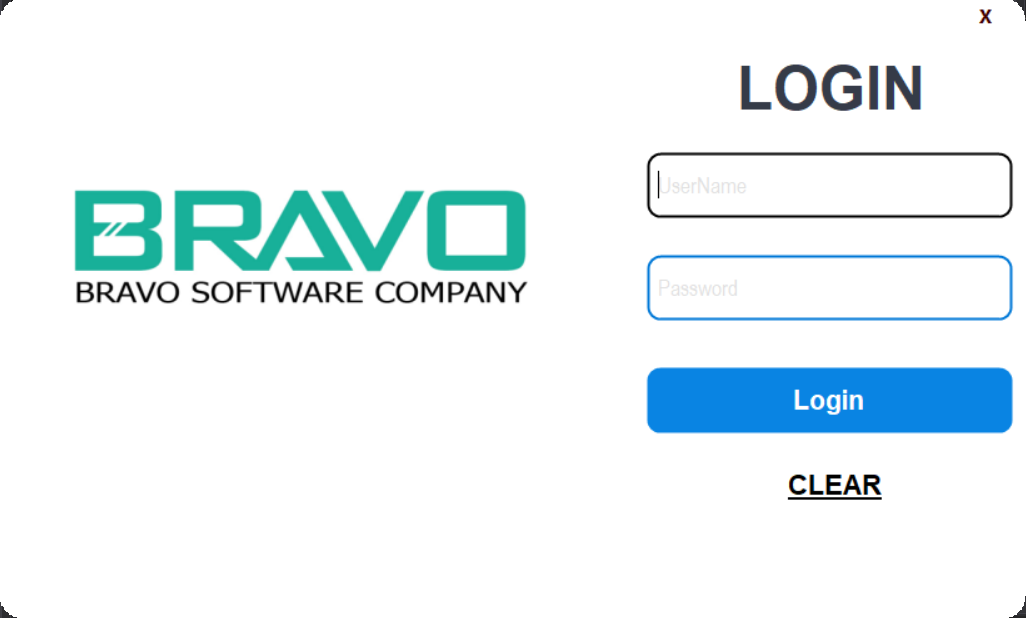 X
LOGIN
UserName
BRAVO
BRAVO SOFTWARE COMPANY
Password
Login
CLEAR